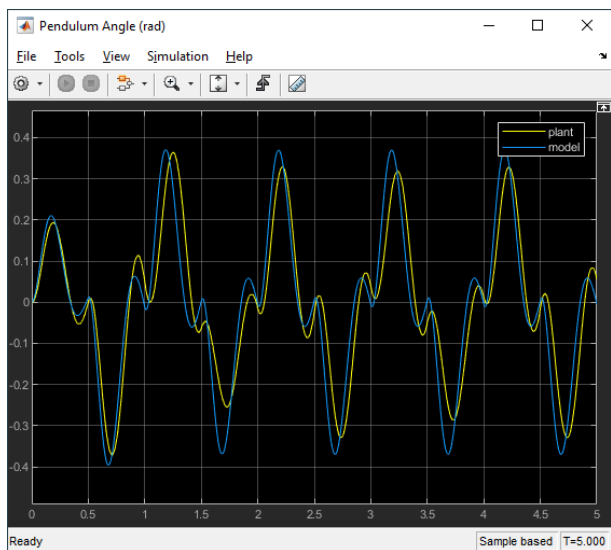 Pendulum Angle (rad)
File Tools View Simulation Help
plant
model
0.4
0.3
0.2
0.1
0
-0.1
-0.2
-0.3
-0.4
0 0.5 1 1.5 2 2.5 3 3.5 4 4.5 5
Ready Sample based T=5.000